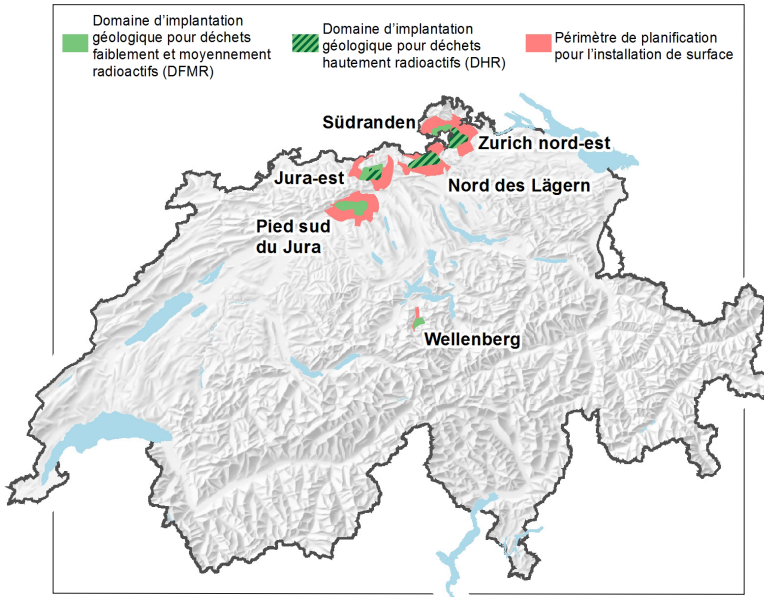 Domaine d’implantation
géologique pour déchets
faiblement et moyennement
radioactifs (DFMR)
Domaine d’implantation
géologique pour déchets
hautement radioactifs (DHR)
Périmètre de planification
pour l’installation de surface
Südranden
Zurich nord-est
Jura-est
Nord des Lägern
Pied sud
du Jura
Wellenberg